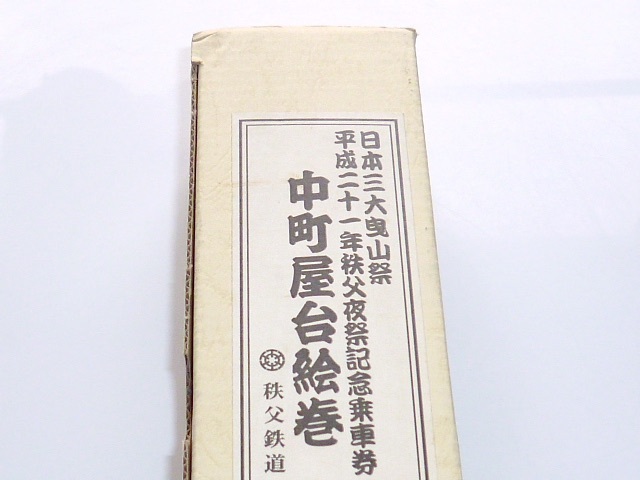 日本三大曳山祭
平成二十一年秩父夜祭記念乗車券
中町屋台絵巻
秩父鉄道